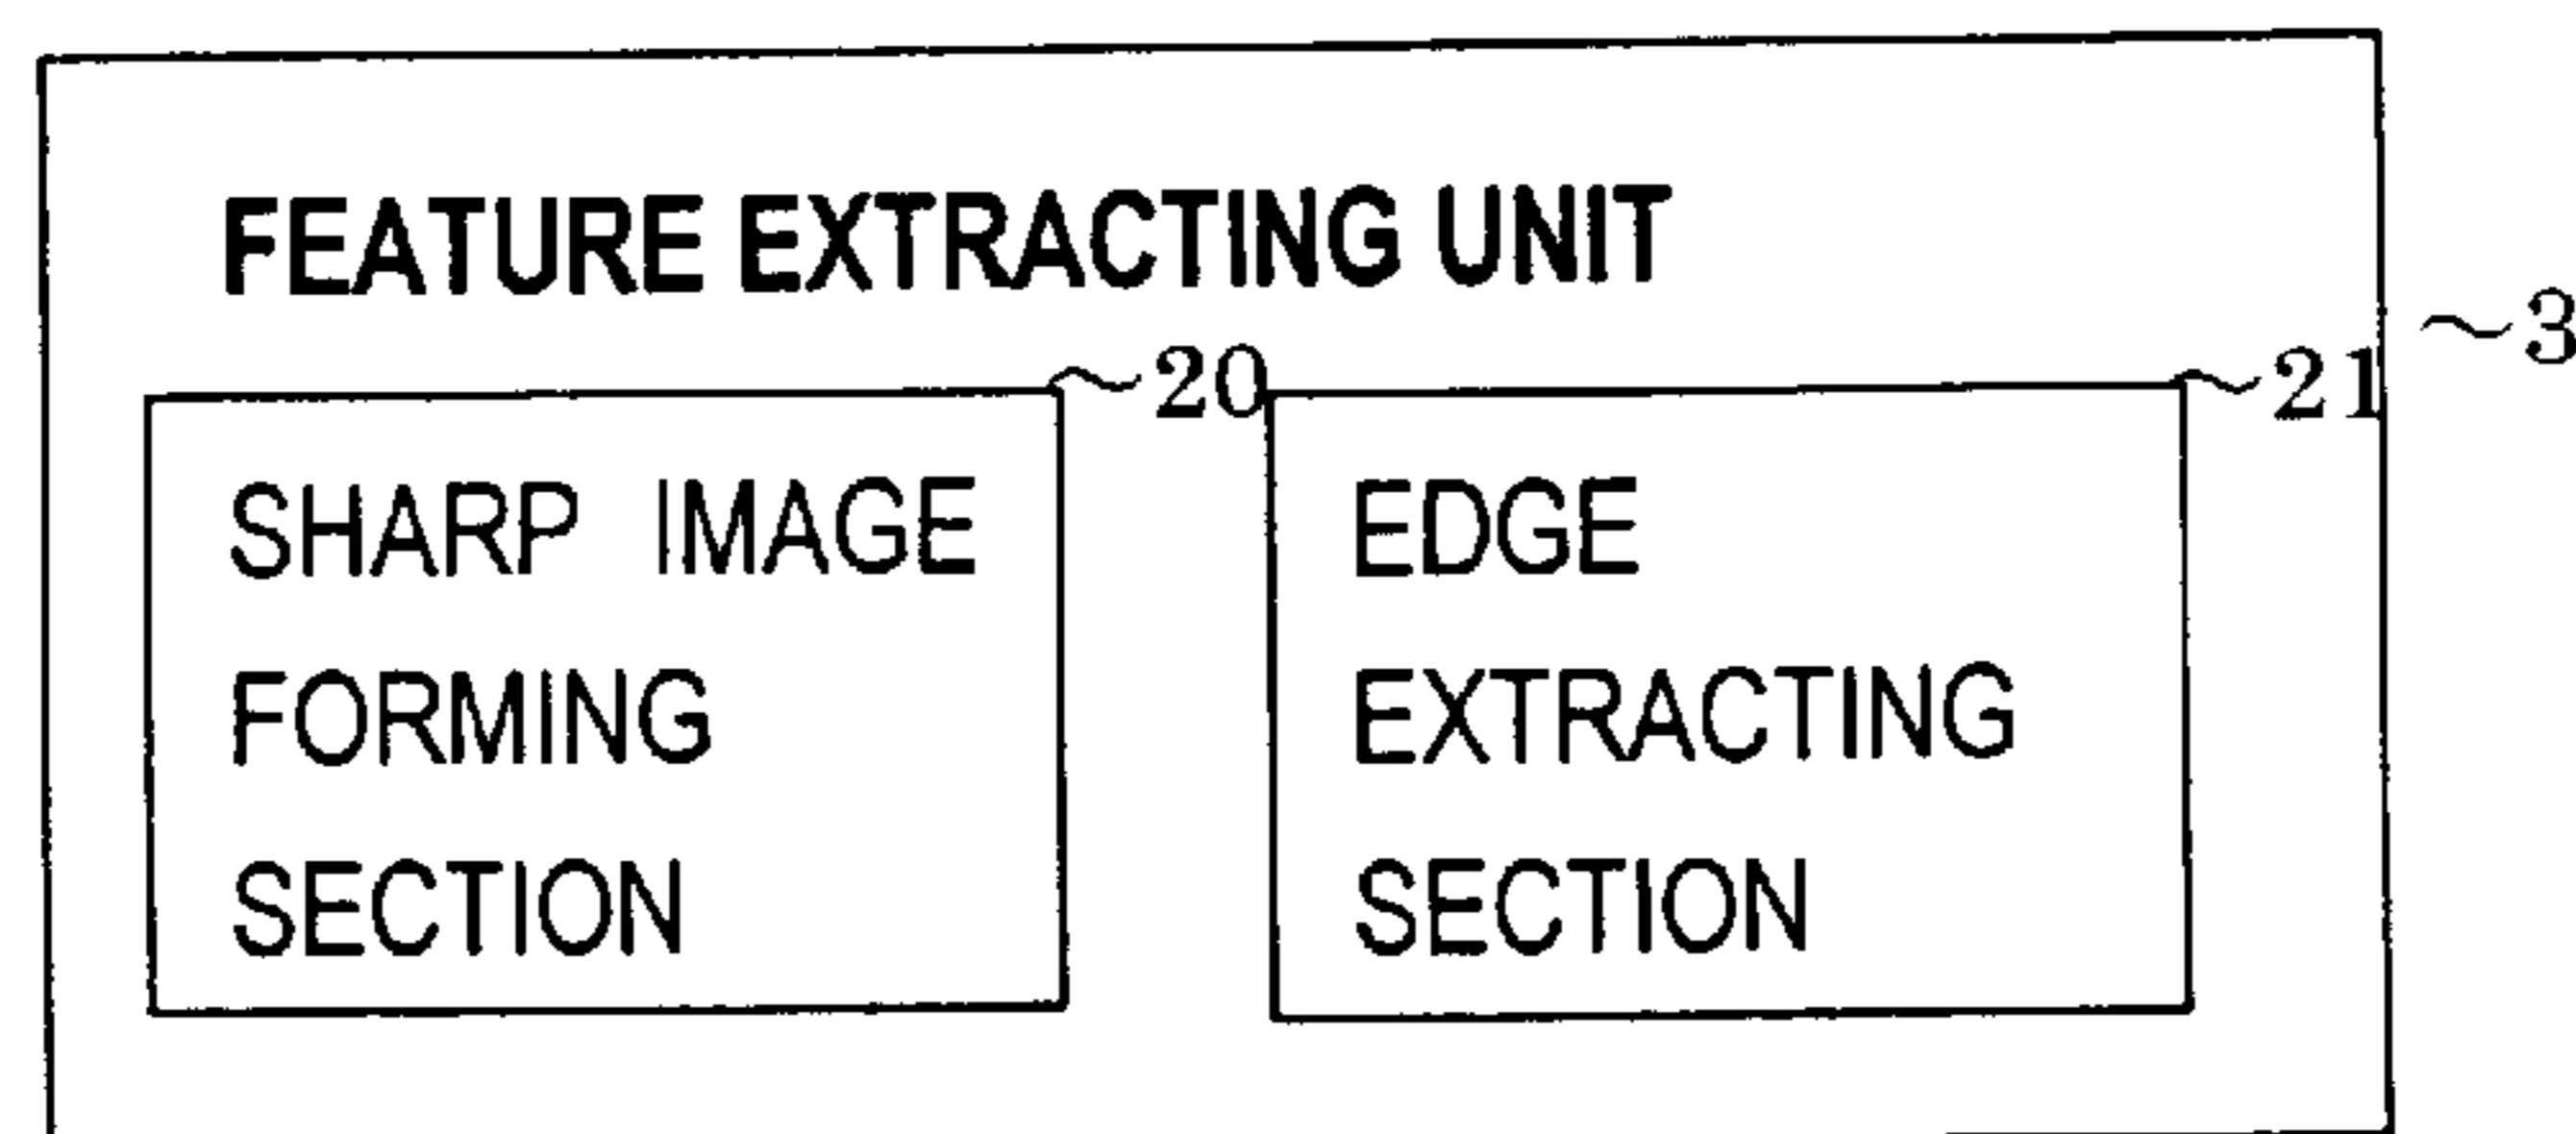 FEATURE EXTRACTING UNIT
3
20
21
SHARP IMAGE
FORMING
SECTION
EDGE
EXTRACTING
SECTION